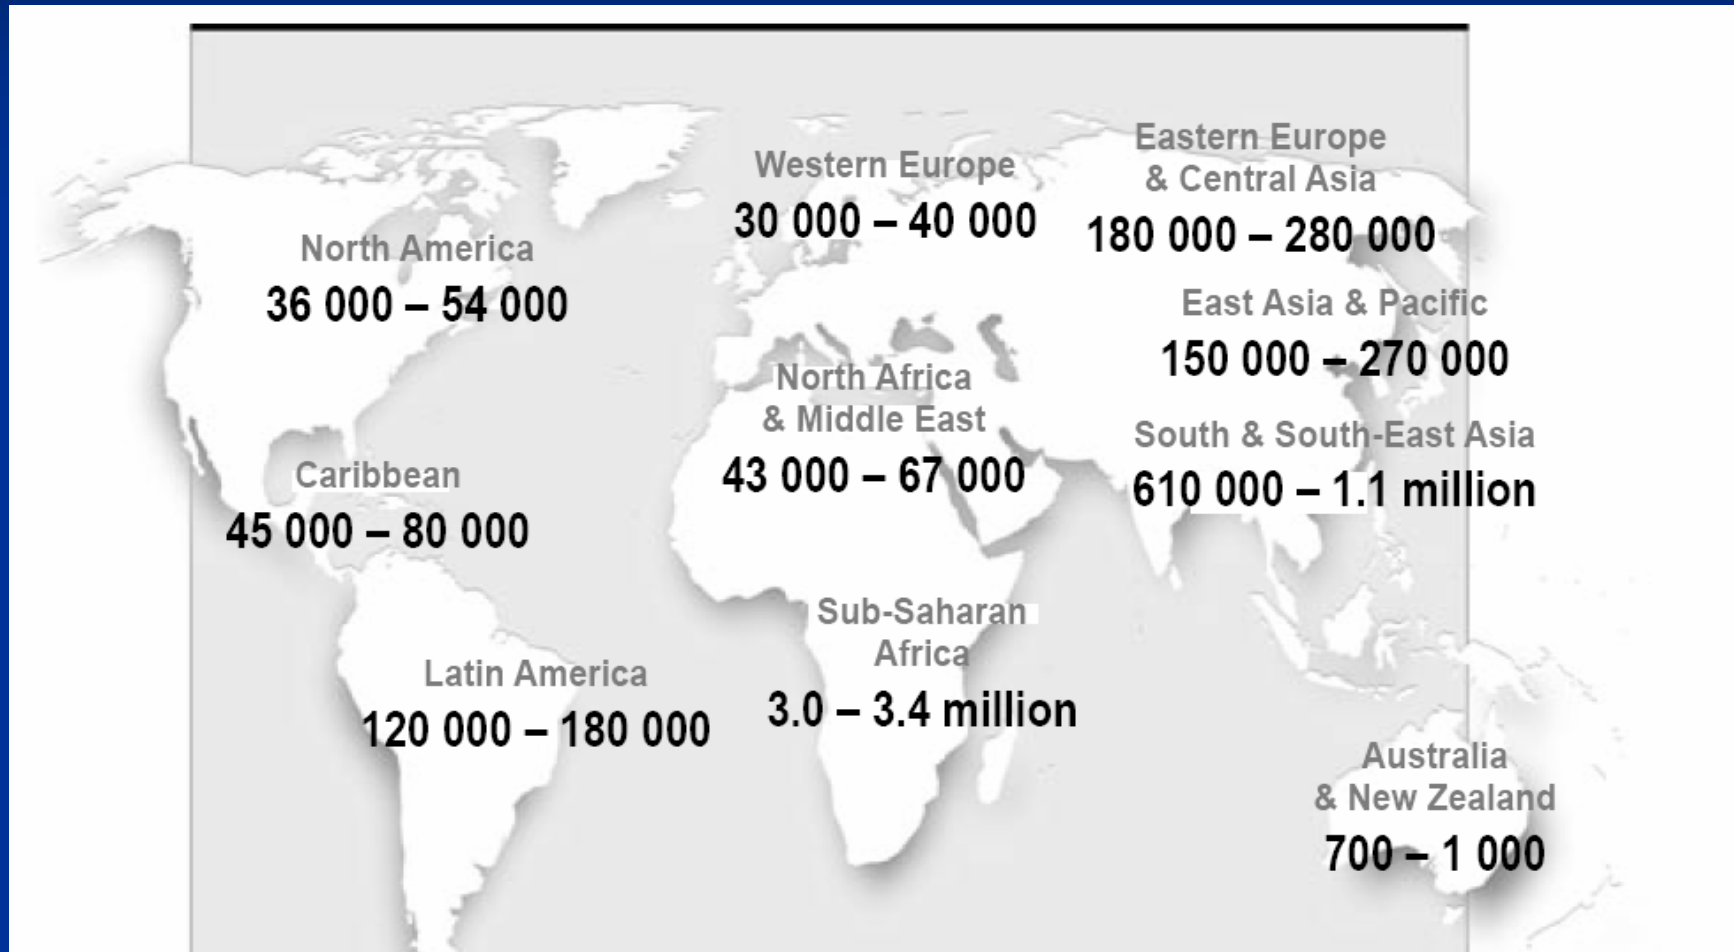 North America
36 000 – 54 000
Caribbean
45 000 – 80 000
Latin America
120 000 – 180 000
Western Europe
30 000 – 40 000
North Africa
& Middle East
43 000 – 67 000
Sub-Saharan
Africa
3.0 – 3.4 million
Eastern Europe
& Central Asia
180 000 – 280 000
East Asia & Pacific
150 000 – 270 000
South & South-East Asia
610 000 – 1.1 million
Australia
& New Zealand
700 – 1 000